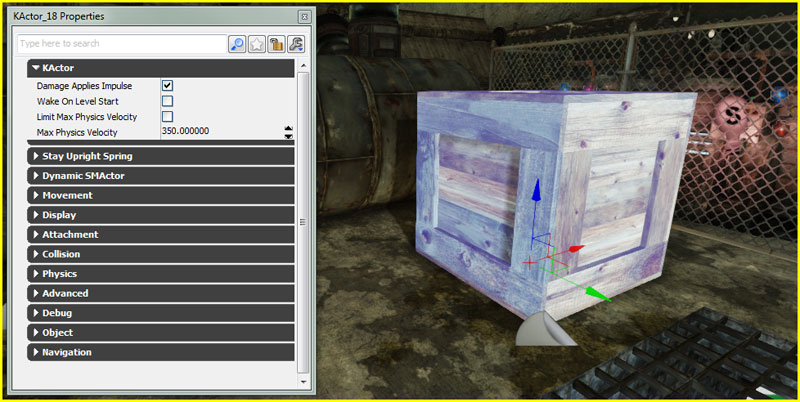 KActor_18 Properties
Type here to search
KActor
Damage Applies Impulse
Wake On Level Start
Limit Max Physics Velocity
Max Physics Velocity 350.000000
Stay Upright Spring
Dynamic SMActor
Movement
Display
Attachment
Collision
Physics
Advanced
Debug
Object
Navigation